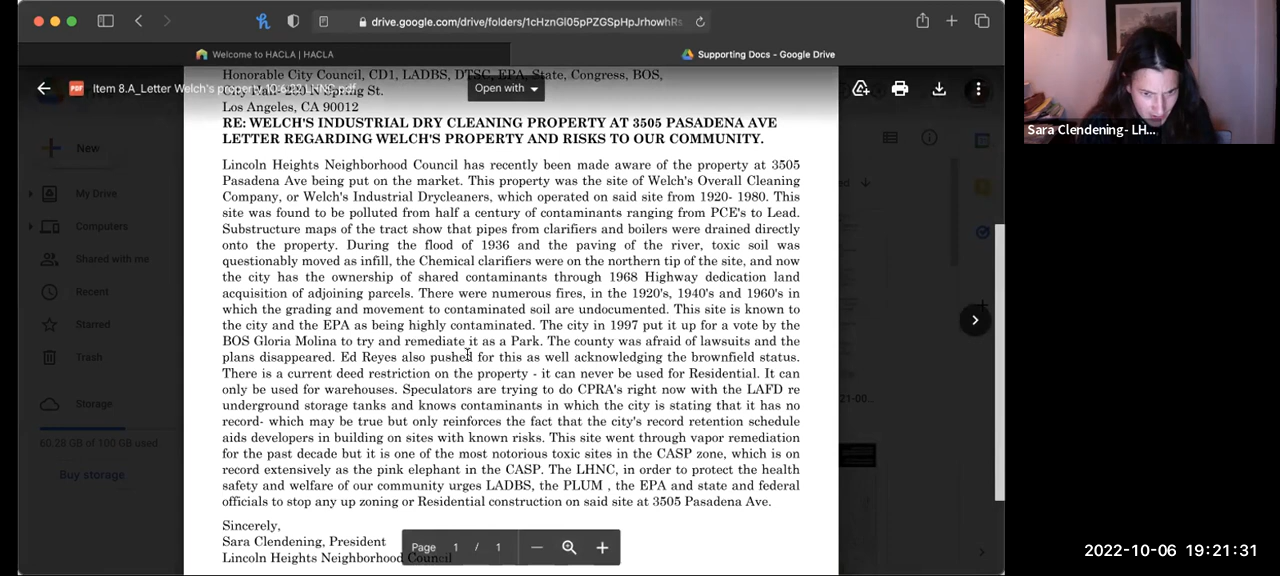 drive.google.com/drive/folders/1cHznGl05pPZGSpHpJrhowhRs
Welcome to HACLA | HACLA
Supporting Docs - Google Drive
Item 8.A_Letter Welch's property
Open with
Honorable City Council, CD1, LADBS, DTSC, EPA, State, Congress, BOS,
Los Angeles, CA 90012
RE: WELCH'S INDUSTRIAL DRY CLEANING PROPERTY AT 3505 PASADENA AVE
LETTER REGARDING WELCH'S PROPERTY AND RISKS TO OUR COMMUNITY.
Lincoln Heights Neighborhood Council has recently been made aware of the property at 3505
Pasadena Ave being put on the market. This property was the site of Welch's Overall Cleaning
Company, or Welch's Industrial Drycleaners, which operated on said site from 1920- 1980. This
site was found to be polluted from half a century of contaminants ranging from PCE's to Lead.
Substructure maps of the tract show that pipes from clarifiers and boilers were drained directly
onto the property. During the flood of 1936 and the paving of the river, toxic soil was
questionably moved as infill, the Chemical clarifiers were on the northern tip of the site, and now
the city has the ownership of shared contaminants through 1968 Highway dedication land
acquisition of adjoining parcels. There were numerous fires, in the 1920's, 1940's and 1960's in
which the grading and movement to contaminated soil are undocumented. This site is known to
the city and the EPA as being highly contaminated. The city in 1997 put it up for a vote by the
BOS Gloria Molina to try and remediate it as a Park. The county was afraid of lawsuits and the
plans disappeared. Ed Reyes also pushed for this as well acknowledging the brownfield status.
There is a current deed restriction on the property - it can never be used for Residential. It can
only be used for warehouses. Speculators are trying to do CPRA's right now with the LAFD re
underground storage tanks and knows contaminants in which the city is stating that it has no
record- which may be true but only reinforces the fact that the city's record retention schedule
aids developers in building on sites with known risks. This site went through vapor remediation
for the past decade but it is one of the most notorious toxic sites in the CASP zone, which is on
record extensively as the pink elephant in the CASP. The LHNC, in order to protect the health
safety and welfare of our community urges LADBS, the PLUM , the EPA and state and federal
officials to stop any up zoning or Residential construction on said site at 3505 Pasadena Ave.
Sincerely,
Sara Clendening, President
Lincoln Heights Neighborhood Council
Page 1 / 1
New
My Drive
Computers
Shared with me
Recent
Starred
Trash
Storage
60.28 GB of 100 GB used
Buy storage
Sara Clendening- LH...
2022-10-06 19:21:31